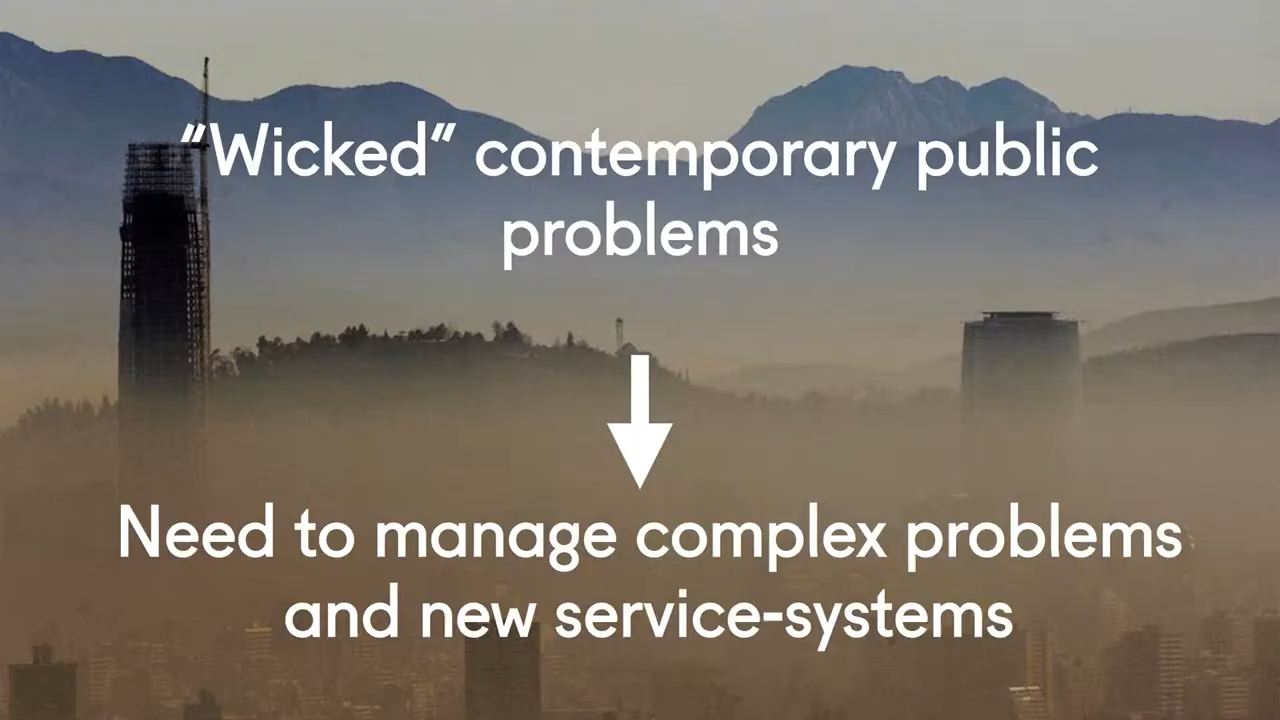 “Wicked” contemporary public
problems
Need to manage complex problems
and new service-systems